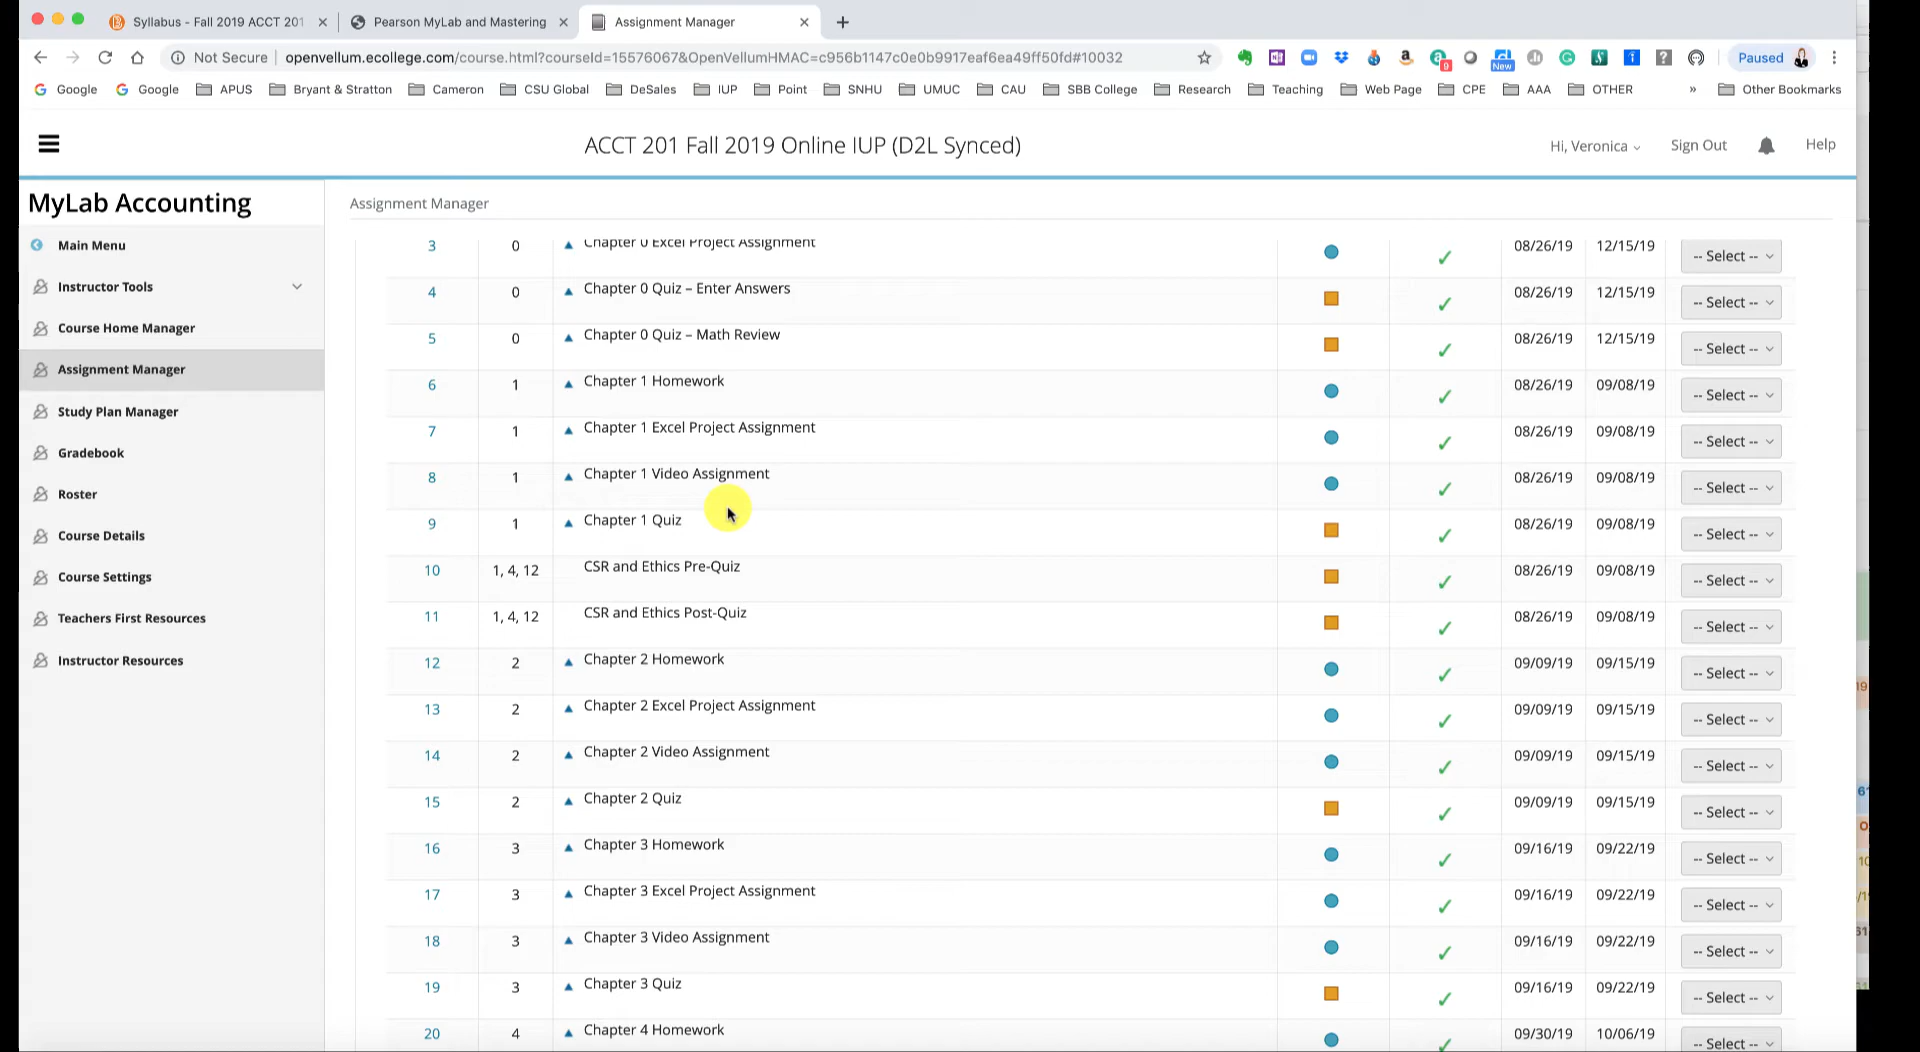 Syllabus - Fall 2019 ACCT 201
Pearson MyLab and Mastering
Assignment Manager
Not Secure
openvellum.ecollege.com/course.html?courseId=15576067&OpenVellumHMAC=c956b1147c0e0b9917eaf6ea49ff50fd#10032
9
New
Paused
Google Google APUS Bryant & Stratton Cameron CSU Global DeSales IUP Point SNHU UMUC CAU SBB College Research Teaching Web Page CPE AAA OTHER » Other Bookmarks
ACCT 201 Fall 2019 Online IUP (D2L Synced)
Hi, Veronica Sign Out Help
MyLab Accounting
Main Menu
Instructor Tools
Course Home Manager
Assignment Manager
Study Plan Manager
Gradebook
Roster
Course Details
Course Settings
Teachers First Resources
Instructor Resources
Assignment Manager
3 0 Chapter 0 Excel Project Assignment 08/26/19 12/15/19 -- Select --
4 0 Chapter 0 Quiz – Enter Answers 08/26/19 12/15/19 -- Select --
5 0 Chapter 0 Quiz – Math Review 08/26/19 12/15/19 -- Select --
6 1 Chapter 1 Homework 08/26/19 09/08/19 -- Select --
7 1 Chapter 1 Excel Project Assignment 08/26/19 09/08/19 -- Select --
8 1 Chapter 1 Video Assignment 08/26/19 09/08/19 -- Select --
9 1 Chapter 1 Quiz 08/26/19 09/08/19 -- Select --
10 1, 4, 12 CSR and Ethics Pre-Quiz 08/26/19 09/08/19 -- Select --
11 1, 4, 12 CSR and Ethics Post-Quiz 08/26/19 09/08/19 -- Select --
12 2 Chapter 2 Homework 09/09/19 09/15/19 -- Select --
13 2 Chapter 2 Excel Project Assignment 09/09/19 09/15/19 -- Select --
14 2 Chapter 2 Video Assignment 09/09/19 09/15/19 -- Select --
15 2 Chapter 2 Quiz 09/09/19 09/15/19 -- Select --
16 3 Chapter 3 Homework 09/16/19 09/22/19 -- Select --
17 3 Chapter 3 Excel Project Assignment 09/16/19 09/22/19 -- Select --
18 3 Chapter 3 Video Assignment 09/16/19 09/22/19 -- Select --
19 3 Chapter 3 Quiz 09/16/19 09/22/19 -- Select --
20 4 Chapter 4 Homework 09/30/19 10/06/19 -- Select --